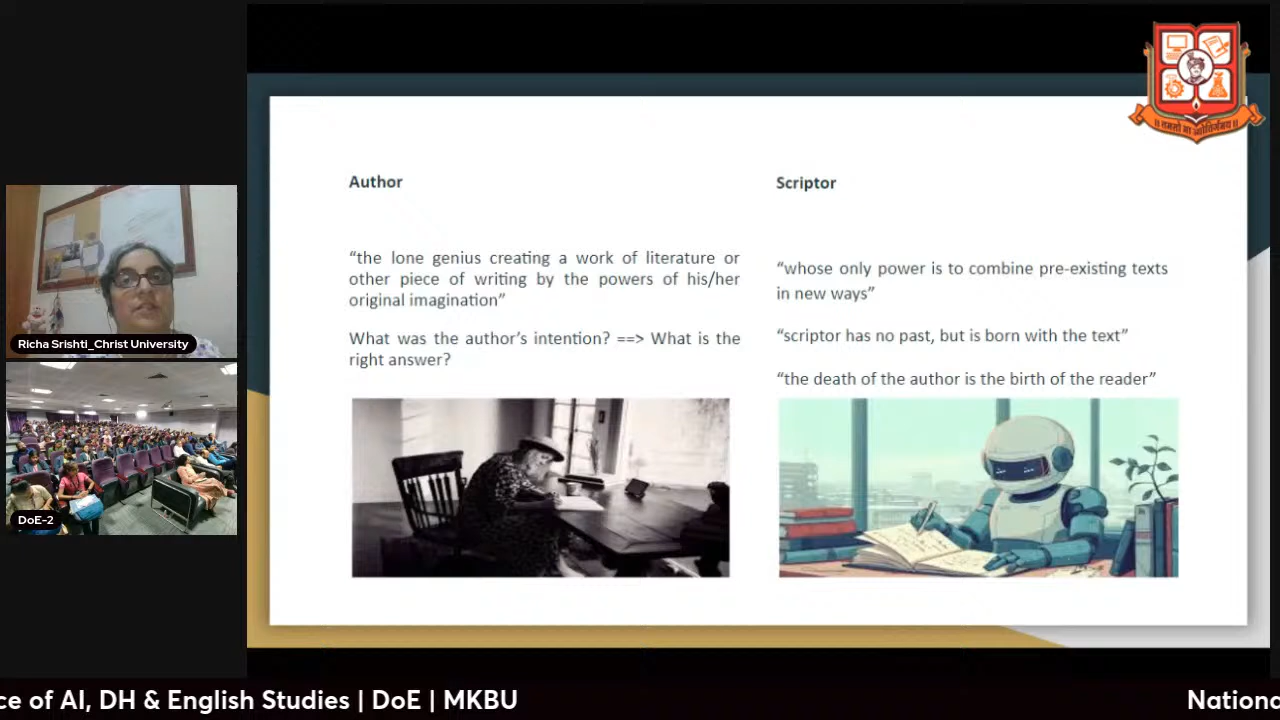 Author
“the lone genius creating a work of literature or
other piece of writing by the powers of his/her
original imagination”
What was the author’s intention? ==> What is the
right answer?
Scriptor
“whose only power is to combine pre-existing texts
in new ways”
“scriptor has no past, but is born with the text”
“the death of the author is the birth of the reader”
Richa Srishti_Christ University
DoE-2
ce of AI, DH & English Studies | DoE | MKBU
Nationa